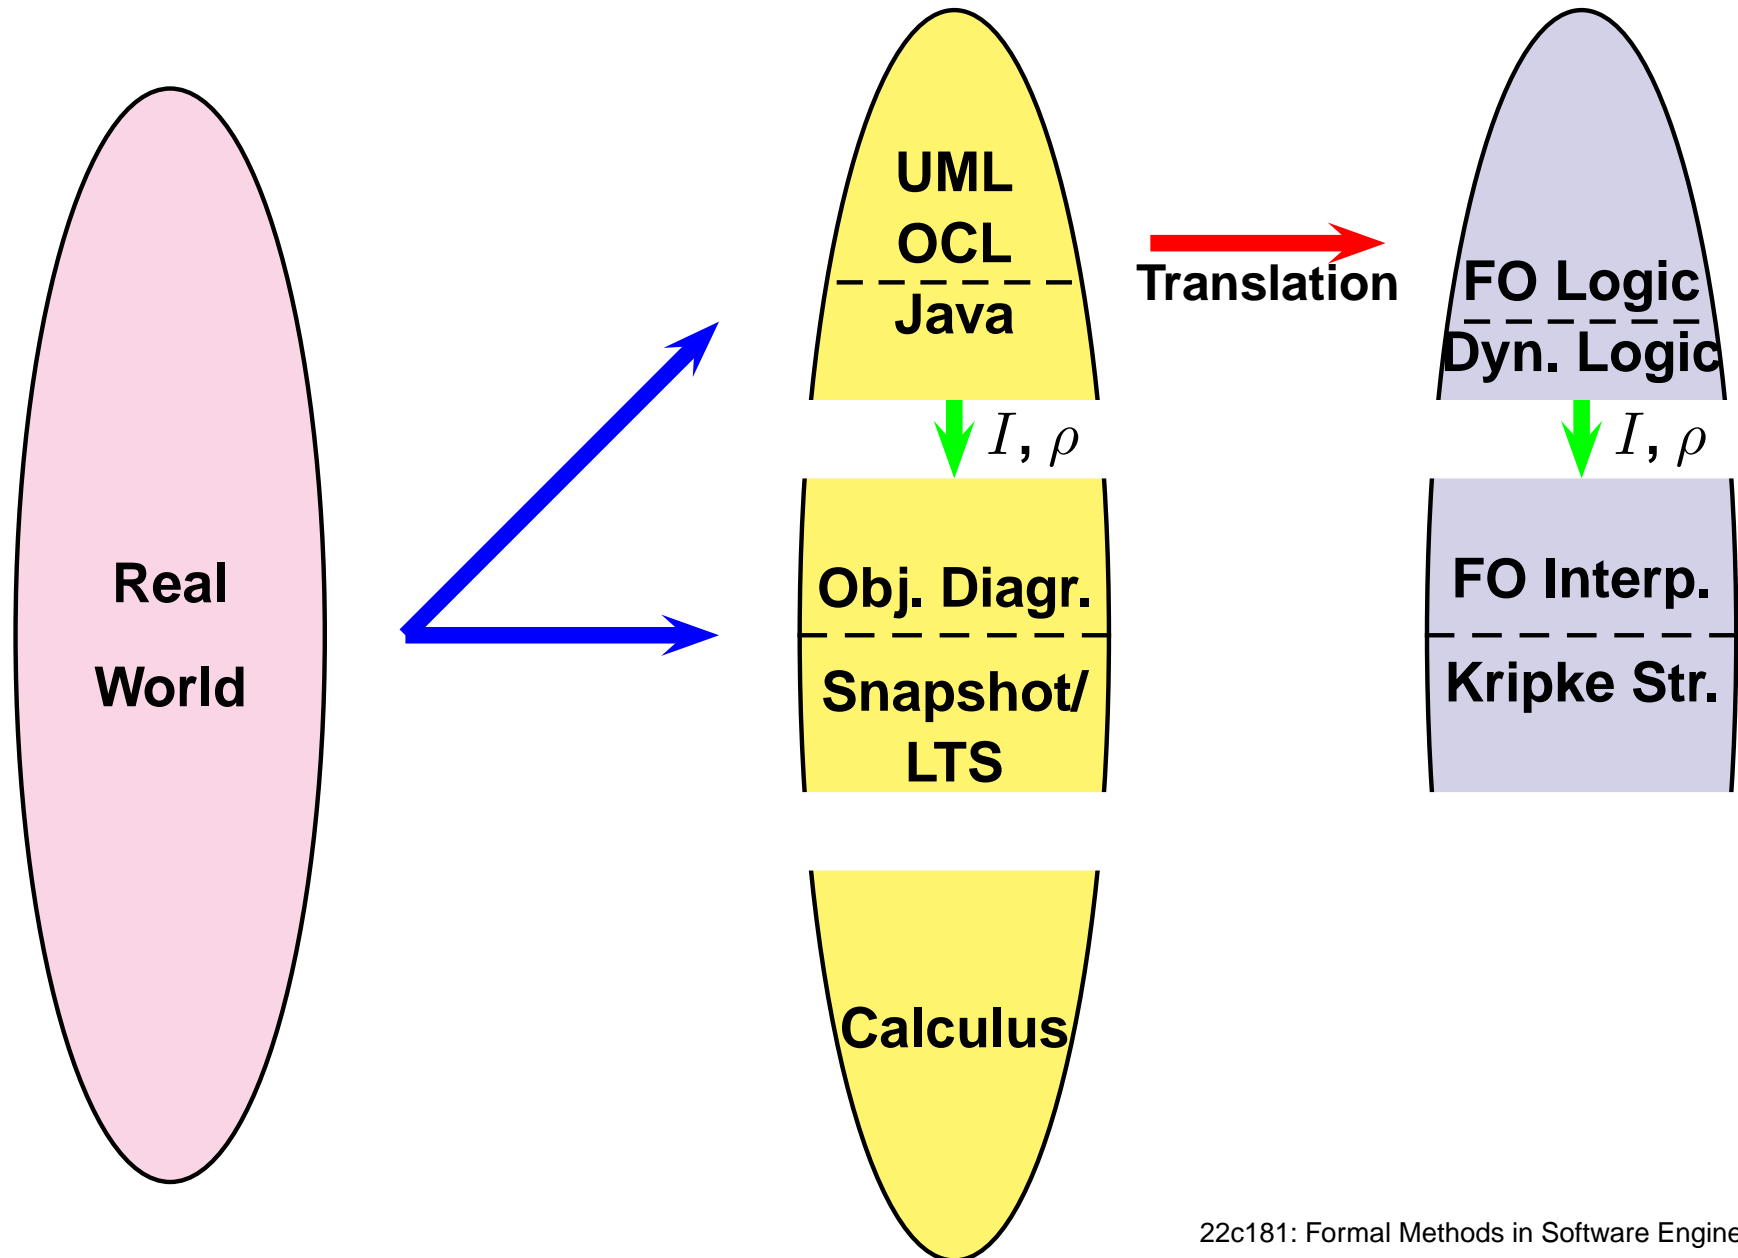 Real
World
UML
OCL
Java
I, ρ
Obj. Diagr.
Snapshot/
LTS
Calculus
Translation
FO Logic
Dyn. Logic
I, ρ
FO Interp.
Kripke Str.
22c181: Formal Methods in Software Engine